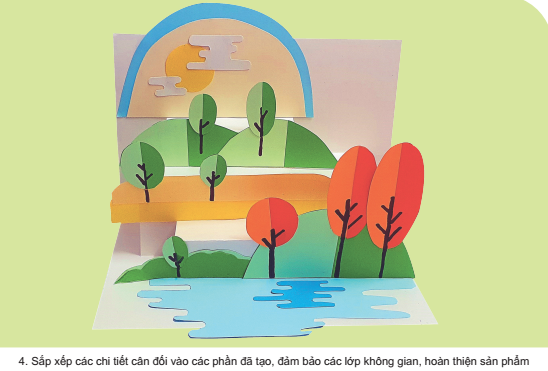 4. Sắp xếp các chi tiết cân đối vào các phần đã tạo, đảm bảo các lớp không gian, hoàn thiện sản phẩm